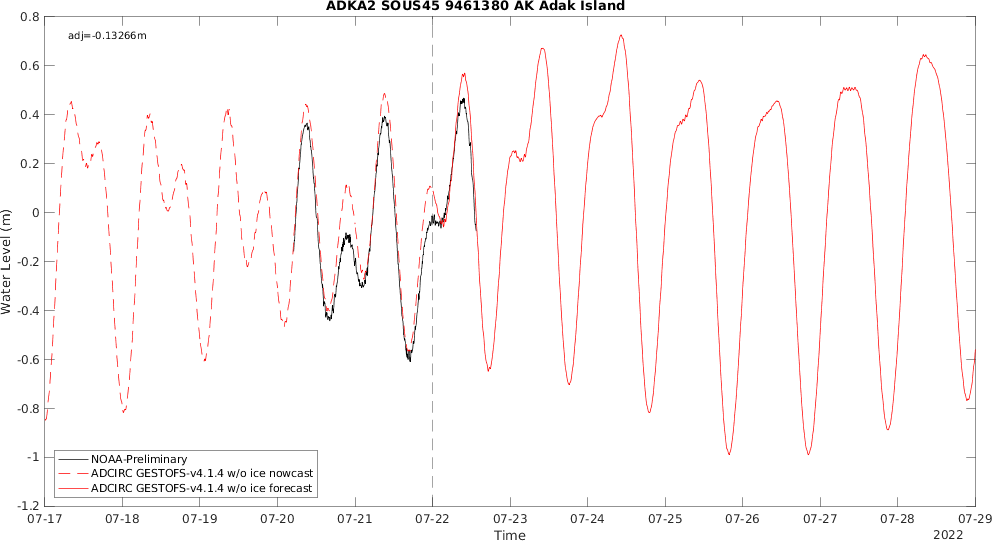 ADKA2 SOUS45 9461380 AK Adak Island
adj=-0.13266m
0.8
0.6
0.4
0.2
0
-0.2
-0.4
-0.6
-0.8
-1
-1.2
Water Level (m)
NOAA-Preliminary
ADCIRC GESTOFS-v4.1.4 w/o ice nowcast
ADCIRC GESTOFS-v4.1.4 w/o ice forecast
07-17 07-18 07-19 07-20 07-21 07-22 07-23 07-24 07-25 07-26 07-27 07-28 07-29
Time
2022